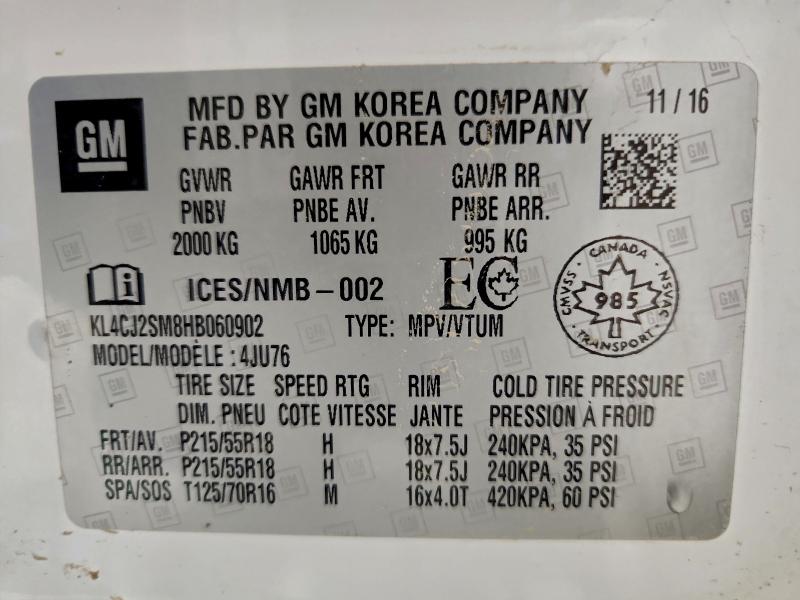 GM
MFD BY GM KOREA COMPANY 11 / 16
FAB.PAR GM KOREA COMPANY
GVWR GAWR FRT GAWR RR
PNBV PNBE AV. PNBE ARR.
2000 KG 1065 KG 995 KG
ICES/NMB-002 EC
CANADA
CMVSS 985 NSVAC
TRANSPORT
KL4CJ2SM8HB060902 TYPE: MPV/VTUM
MODEL/MODÈLE : 4JU76
TIRE SIZE SPEED RTG RIM COLD TIRE PRESSURE
DIM. PNEU COTE VITESSE JANTE PRESSION À FROID
FRT/AV. P215/55R18 H 18x7.5J 240KPA, 35 PSI
RR/ARR. P215/55R18 H 18x7.5J 240KPA, 35 PSI
SPA/SOS T125/70R16 M 16x4.0T 420KPA, 60 PSI